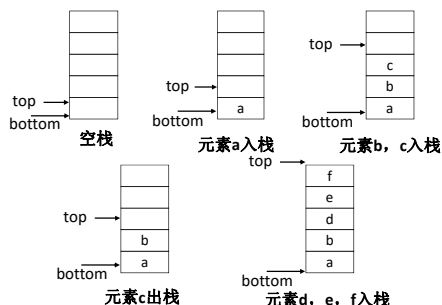 top
bottom
空栈
top
bottom
a
元素a入栈
top
c
b
a
bottom
元素b，c入栈
top
b
a
bottom
元素c出栈
top
f
e
d
b
a
bottom
元素d，e，f入栈